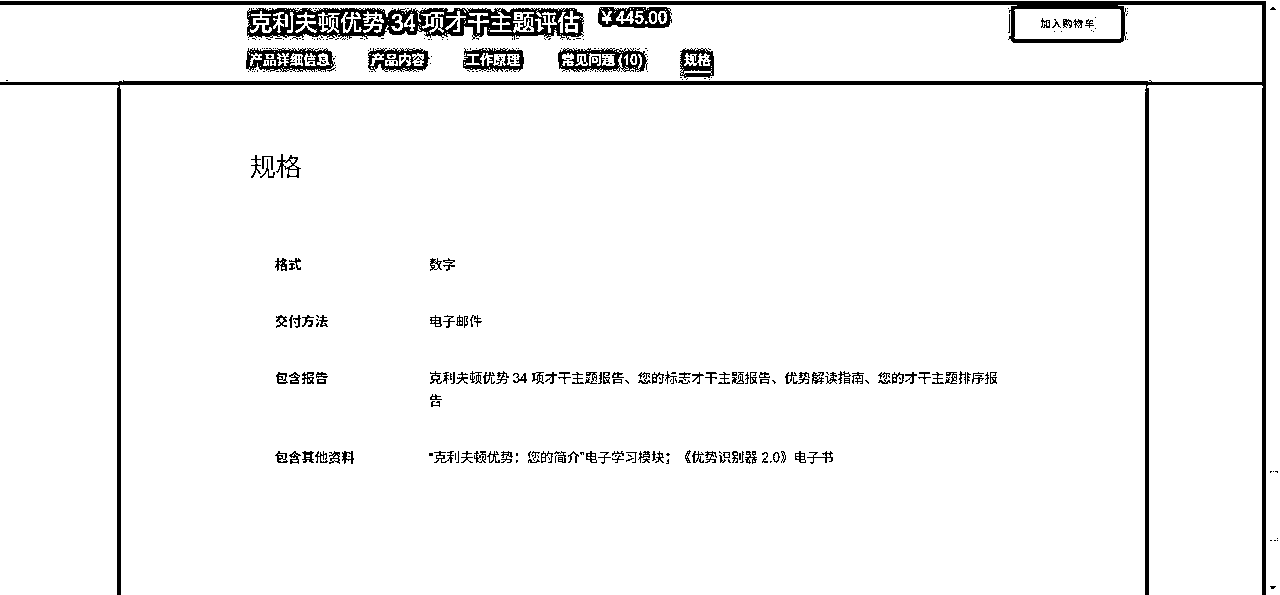 克利夫顿优势 34 项才干主题评估 ￥445.00
加入购物车
产品详细信息 产品内容 工作原理 常见问题 (10) 规格
规格
格式 数字
交付方法 电子邮件
包含报告 克利夫顿优势 34 项才干主题报告、您的标志才干主题报告、优势解读指南、您的才干主题排序报
告
包含其他资料 “克利夫顿优势：您的简介”电子学习模块；《优势识别器 2.0》电子书